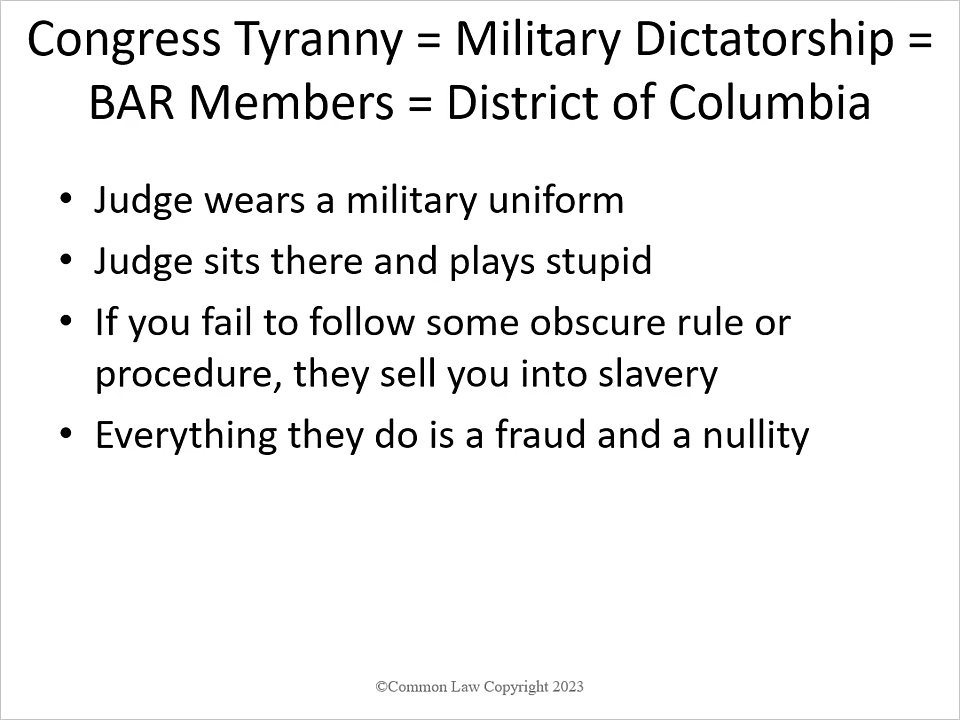 Congress Tyranny = Military Dictatorship =
BAR Members = District of Columbia
• Judge wears a military uniform
• Judge sits there and plays stupid
• If you fail to follow some obscure rule or
procedure, they sell you into slavery
• Everything they do is a fraud and a nullity
©Common Law Copyright 2023